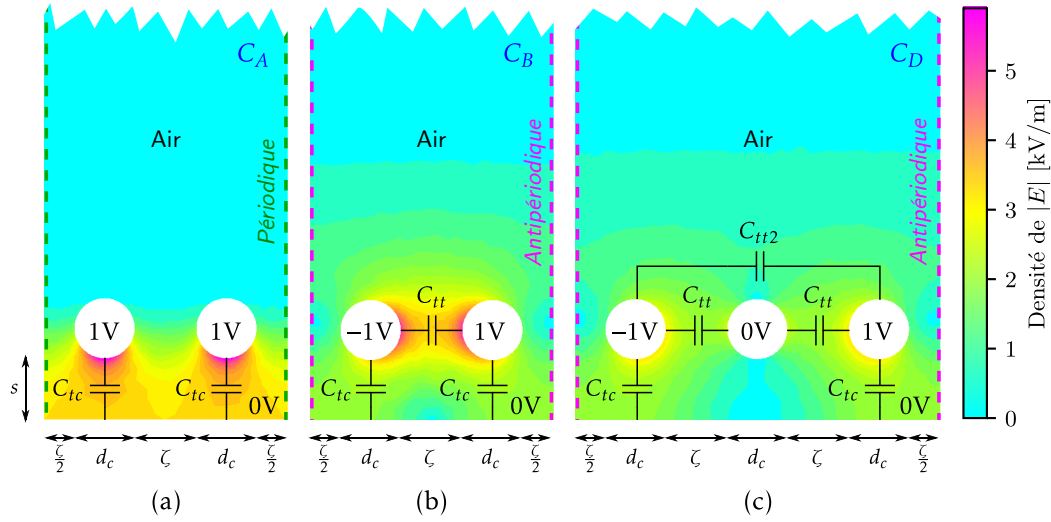 C_A
Air
Périodique
1V 1V
C_tc C_tc
s
0V
ζ/2 d_c ζ d_c ζ/2
(a)
C_B
Air
Antipériodique
C_tt
−1V 1V
C_tc C_tc
0V
ζ/2 d_c ζ d_c ζ/2
(b)
C_D
Air
Antipériodique
C_tt2
C_tt C_tt
−1V 0V 1V
C_tc C_tc
0V
ζ/2 d_c ζ d_c ζ d_c ζ/2
(c)
5
4
3
2
1
0
Densité de |E| [kV/m]